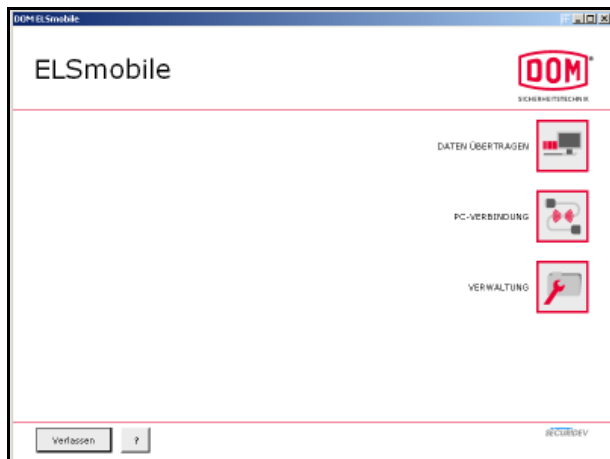 DOM ELSmobile
ELSmobile
DOM®
SICHERHEITSTECHNIK
DATEN ÜBERTRAGEN
PC-VERBINDUNG
VERWALTUNG
Verlassen
?
SECURIDEV